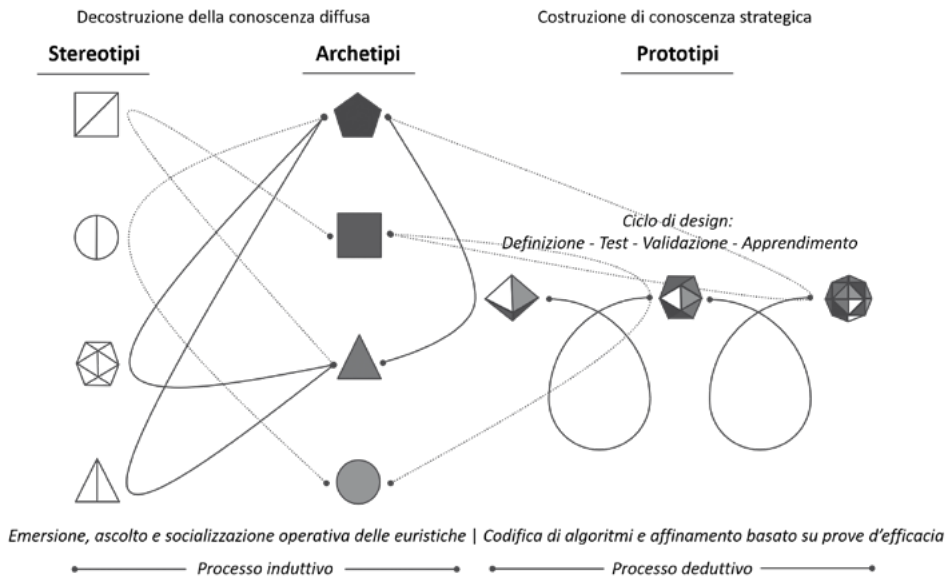 Decostruzione della conoscenza diffusa
Costruzione di conoscenza strategica
Stereotipi
Archetipi
Prototipi
Ciclo di design:
Definizione - Test - Validazione - Apprendimento
Emersione, ascolto e socializzazione operativa delle euristiche | Codifica di algoritmi e affinamento basato su prove d'efficacia
Processo induttivo
Processo deduttivo